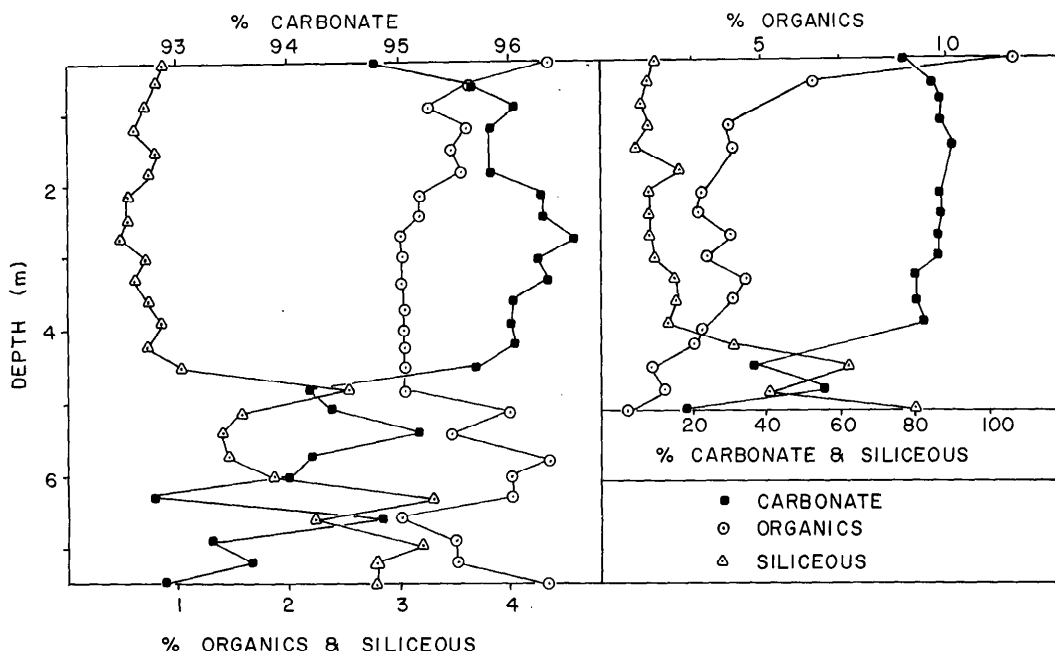 % CARBONATE
93 94 95 96
% ORGANICS
5 10
DEPTH (m)
2
4
6
1 2 3 4
% ORGANICS & SILICEOUS
20 40 60 80 100
% CARBONATE & SILICEOUS
CARBONATE
ORGANICS
SILICEOUS